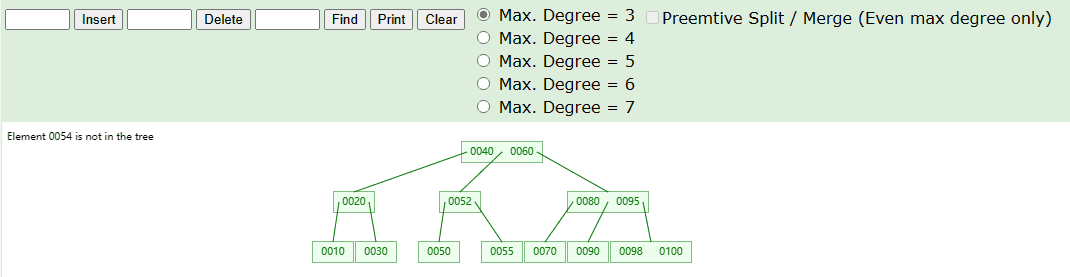 Insert Delete Find Print Clear
Max. Degree = 3
Max. Degree = 4
Max. Degree = 5
Max. Degree = 6
Max. Degree = 7
Preemtive Split / Merge (Even max degree only)
Element 0054 is not in the tree
0040 0060
0020 0052 0080 0095
0010 0030 0050 0055 0070 0090 0098 0100